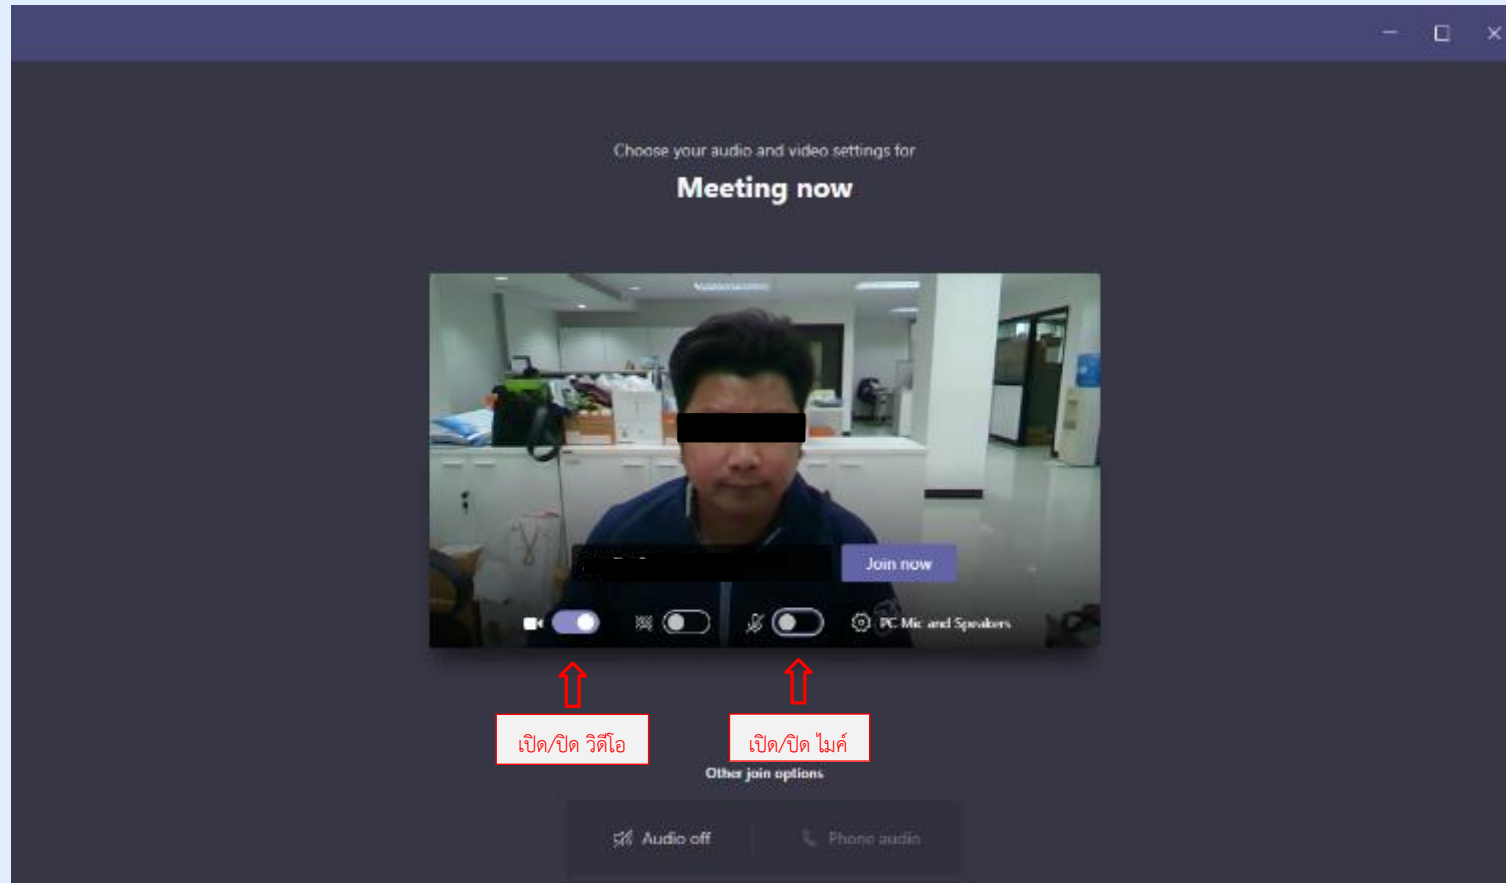 Choose your audio and video settings for
Meeting now
Join now
PC Mic and Speakers
เปิด/ปิด วิดีโอ
เปิด/ปิด ไมค์
Other join options
Audio off
Phone audio